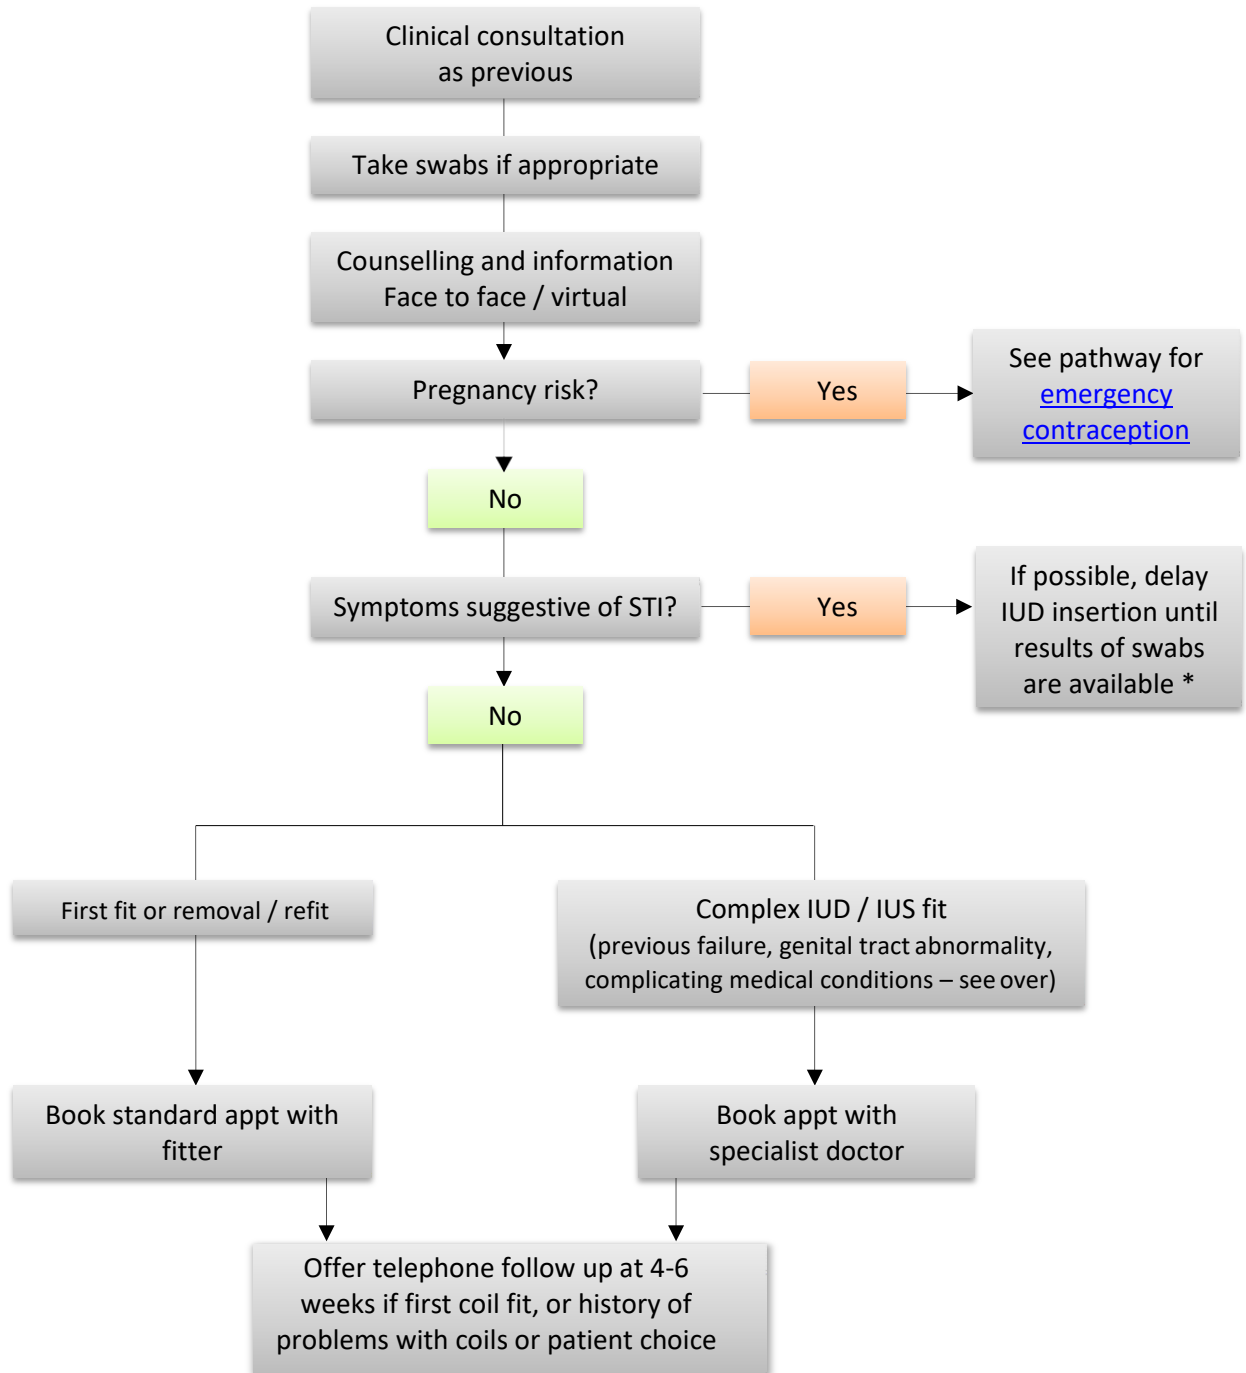 Clinical consultation
as previous
Take swabs if appropriate
Counselling and information
Face to face / virtual
Pregnancy risk?
Yes
See pathway for
emergency
contraception
No
Symptoms suggestive of STI?
Yes
If possible, delay
IUD insertion until
results of swabs
are available *
No
First fit or removal / refit
Complex IUD / IUS fit
(previous failure, genital tract abnormality,
complicating medical conditions – see over)
Book standard appt with
fitter
Book appt with
specialist doctor
Offer telephone follow up at 4-6
weeks if first coil fit, or history of
problems with coils or patient choice